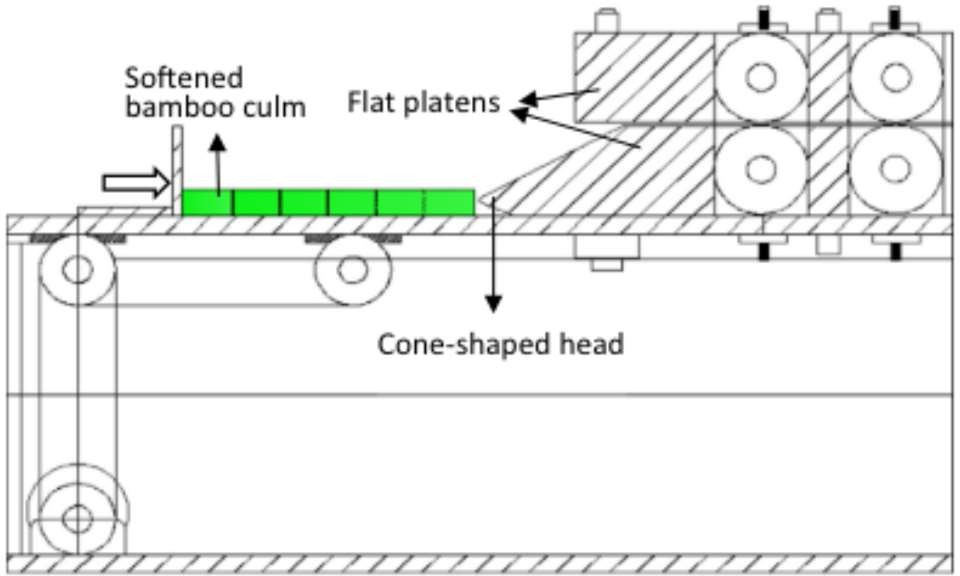 Softened
bamboo culm
Flat platens
Cone-shaped head